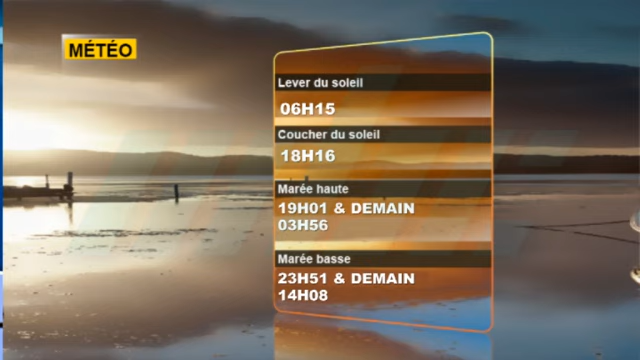 MÉTÉO
Lever du soleil
06H15
Coucher du soleil
18H16
Marée haute
19H01 & DEMAIN
03H56
Marée basse
23H51 & DEMAIN
14H08